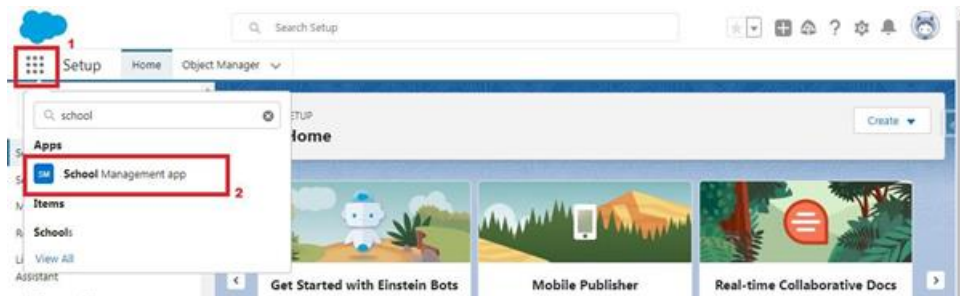 Search Setup
1
Setup Home Object Manager
school
SETUP
Home
Create
Apps
SM School Management app
2
Items
Schools
View All
Assistant
Get Started with Einstein Bots
Mobile Publisher
Real-time Collaborative Docs